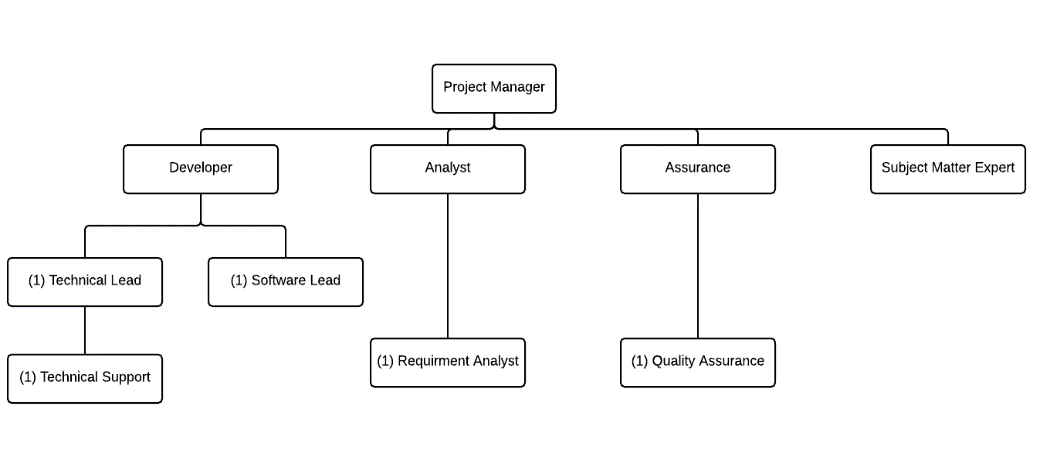 Project Manager
Developer
Analyst
Assurance
Subject Matter Expert
(1) Technical Lead
(1) Software Lead
(1) Requirment Analyst
(1) Quality Assurance
(1) Technical Support